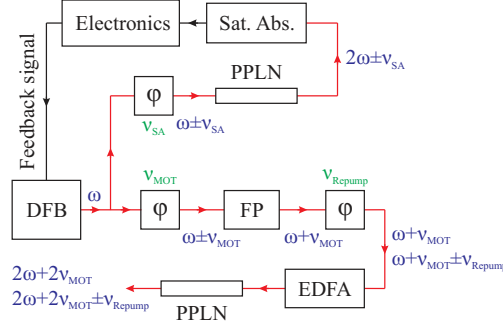 Electronics
Sat. Abs.
Feedback signal
PPLN
2ω±ν_SA
φ
ν_SA
ω±ν_SA
DFB
ω
ν_MOT
φ
ω±ν_MOT
FP
ω+ν_MOT
ν_Repump
φ
ω+ν_MOT
ω+ν_MOT±ν_Repump
2ω+2ν_MOT
2ω+2ν_MOT±ν_Repump
PPLN
EDFA